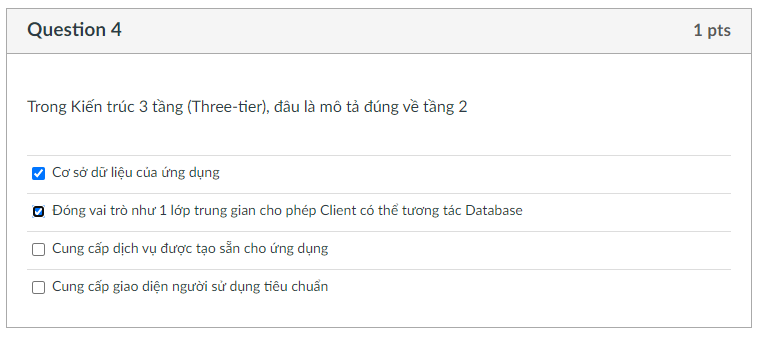 Question 4
1 pts
Trong Kiến trúc 3 tầng (Three-tier), đâu là mô tả đúng về tầng 2
Cơ sở dữ liệu của ứng dụng
Đóng vai trò như 1 lớp trung gian cho phép Client có thể tương tác Database
Cung cấp dịch vụ được tạo sẵn cho ứng dụng
Cung cấp giao diện người sử dụng tiêu chuẩn